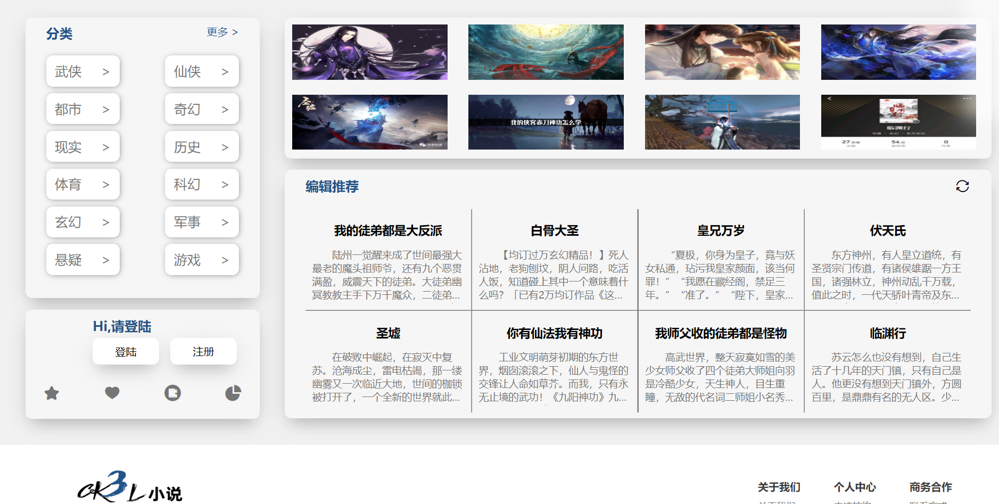 分类
更多 >
武侠 >
仙侠 >
都市 >
奇幻 >
现实 >
历史 >
体育 >
科幻 >
玄幻 >
军事 >
悬疑 >
游戏 >
Hi,请登陆
登陆
注册
圣墟
我的侠客赤刀神功怎么学
临渊行
27万字
54万
0
编辑推荐
我的徒弟都是大反派
陆州一觉醒来成了世间最强大
最老的魔头祖师爷，还有九个恶贯
满盈，威震天下的徒弟。大徒弟幽
冥教教主手下万千魔众，二徒弟...
白骨大圣
【均订过万玄幻精品！】死人
沾地，老狗刨坟，阴人问路，吃活
人饭，知道碰上其中一个意味着什
么吗？「已有2万均订作品《这...
皇兄万岁
“夏极，你身为皇子，竟与妖
女私通，玷污我皇家颜面，该当何
罪！”“我愿在藏经阁，禁足三
年。”“准了。”“陛下，皇家...
伏天氏
东方神州，有人皇立道统，有
圣贤宗门传道，有诸侯雄踞一方王
国，诸强林立，神州动乱千万载，
值此之时，一代天骄叶青帝及东...
圣墟
在破败中崛起，在寂灭中复
苏。沧海成尘，雷电枯竭，那一缕
幽雾又一次临近大地，世间的枷锁
被打开了，一个全新的世界就此...
你有仙法我有神功
工业文明萌芽初期的东方世
界，烟囱滚滚之下，仙人与鬼怪的
交锋让人命如草芥。而我，只有永
无止境的武功！《九阳神功》九...
我师父收的徒弟都是怪物
高武世界，整天寂寞如雪的美
少女师父收了四个徒弟大师姐向羽
是冷酷少女，天生神人，目生重
瞳，无敌的代名词二师姐小名秀...
临渊行
苏云怎么也没有想到，自己生
活了十几年的天门镇，只有自己是
人。他更没有想到天门镇外，方圆
百里，是鼎鼎有名的无人区。少...
CK3L小说
关于我们
个人中心
商务合作